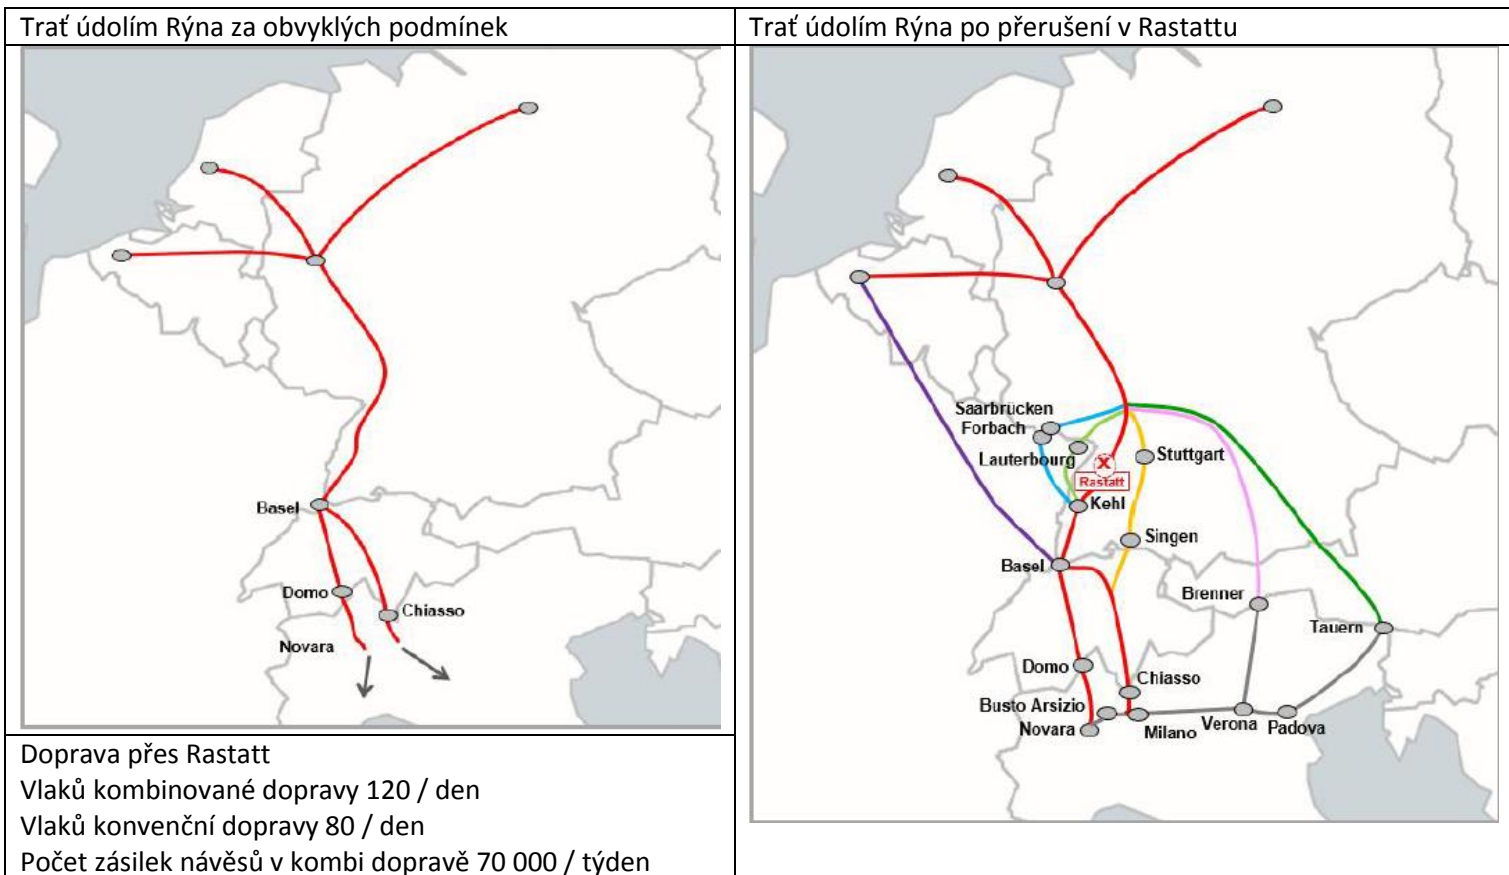 Trať údolím Rýna za obvyklých podmínek
Basel
Domo
Chiasso
Novara
Doprava přes Rastatt
Vlaků kombinované dopravy 120 / den
Vlaků konvenční dopravy 80 / den
Počet zásilek návěsů v kombi dopravě 70 000 / týden
Trať údolím Rýna po přerušení v Rastattu
Saarbrücken
Forbach
Lauterbourg
X
Rastatt
Stuttgart
Kehl
Singen
Basel
Brenner
Tauern
Domo
Chiasso
Busto Arsizio
Novara
Milano
Verona
Padova